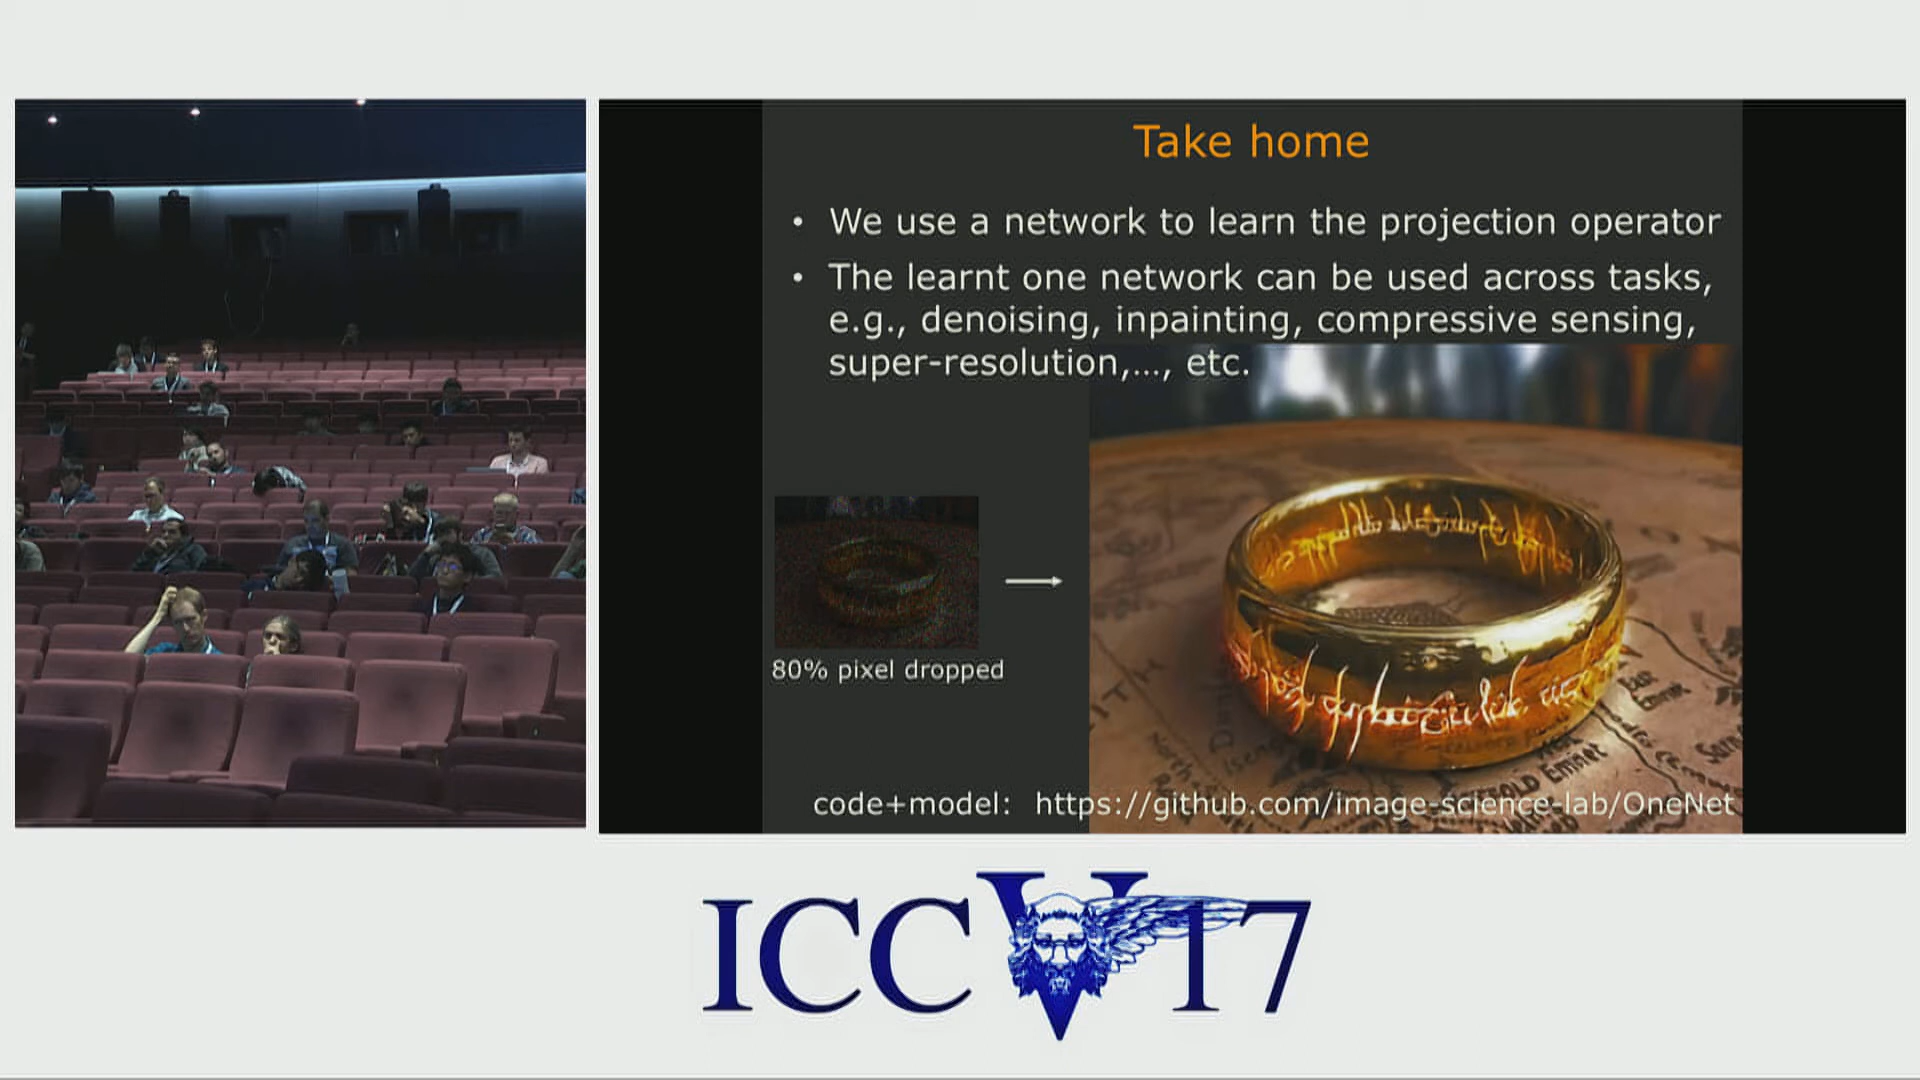 Take home
• We use a network to learn the projection operator
• The learnt one network can be used across tasks,
e.g., denoising, inpainting, compressive sensing,
super-resolution,..., etc.
80% pixel dropped
Emnet
code+model: https://github.com/image-science-lab/OneNet
ICCV17